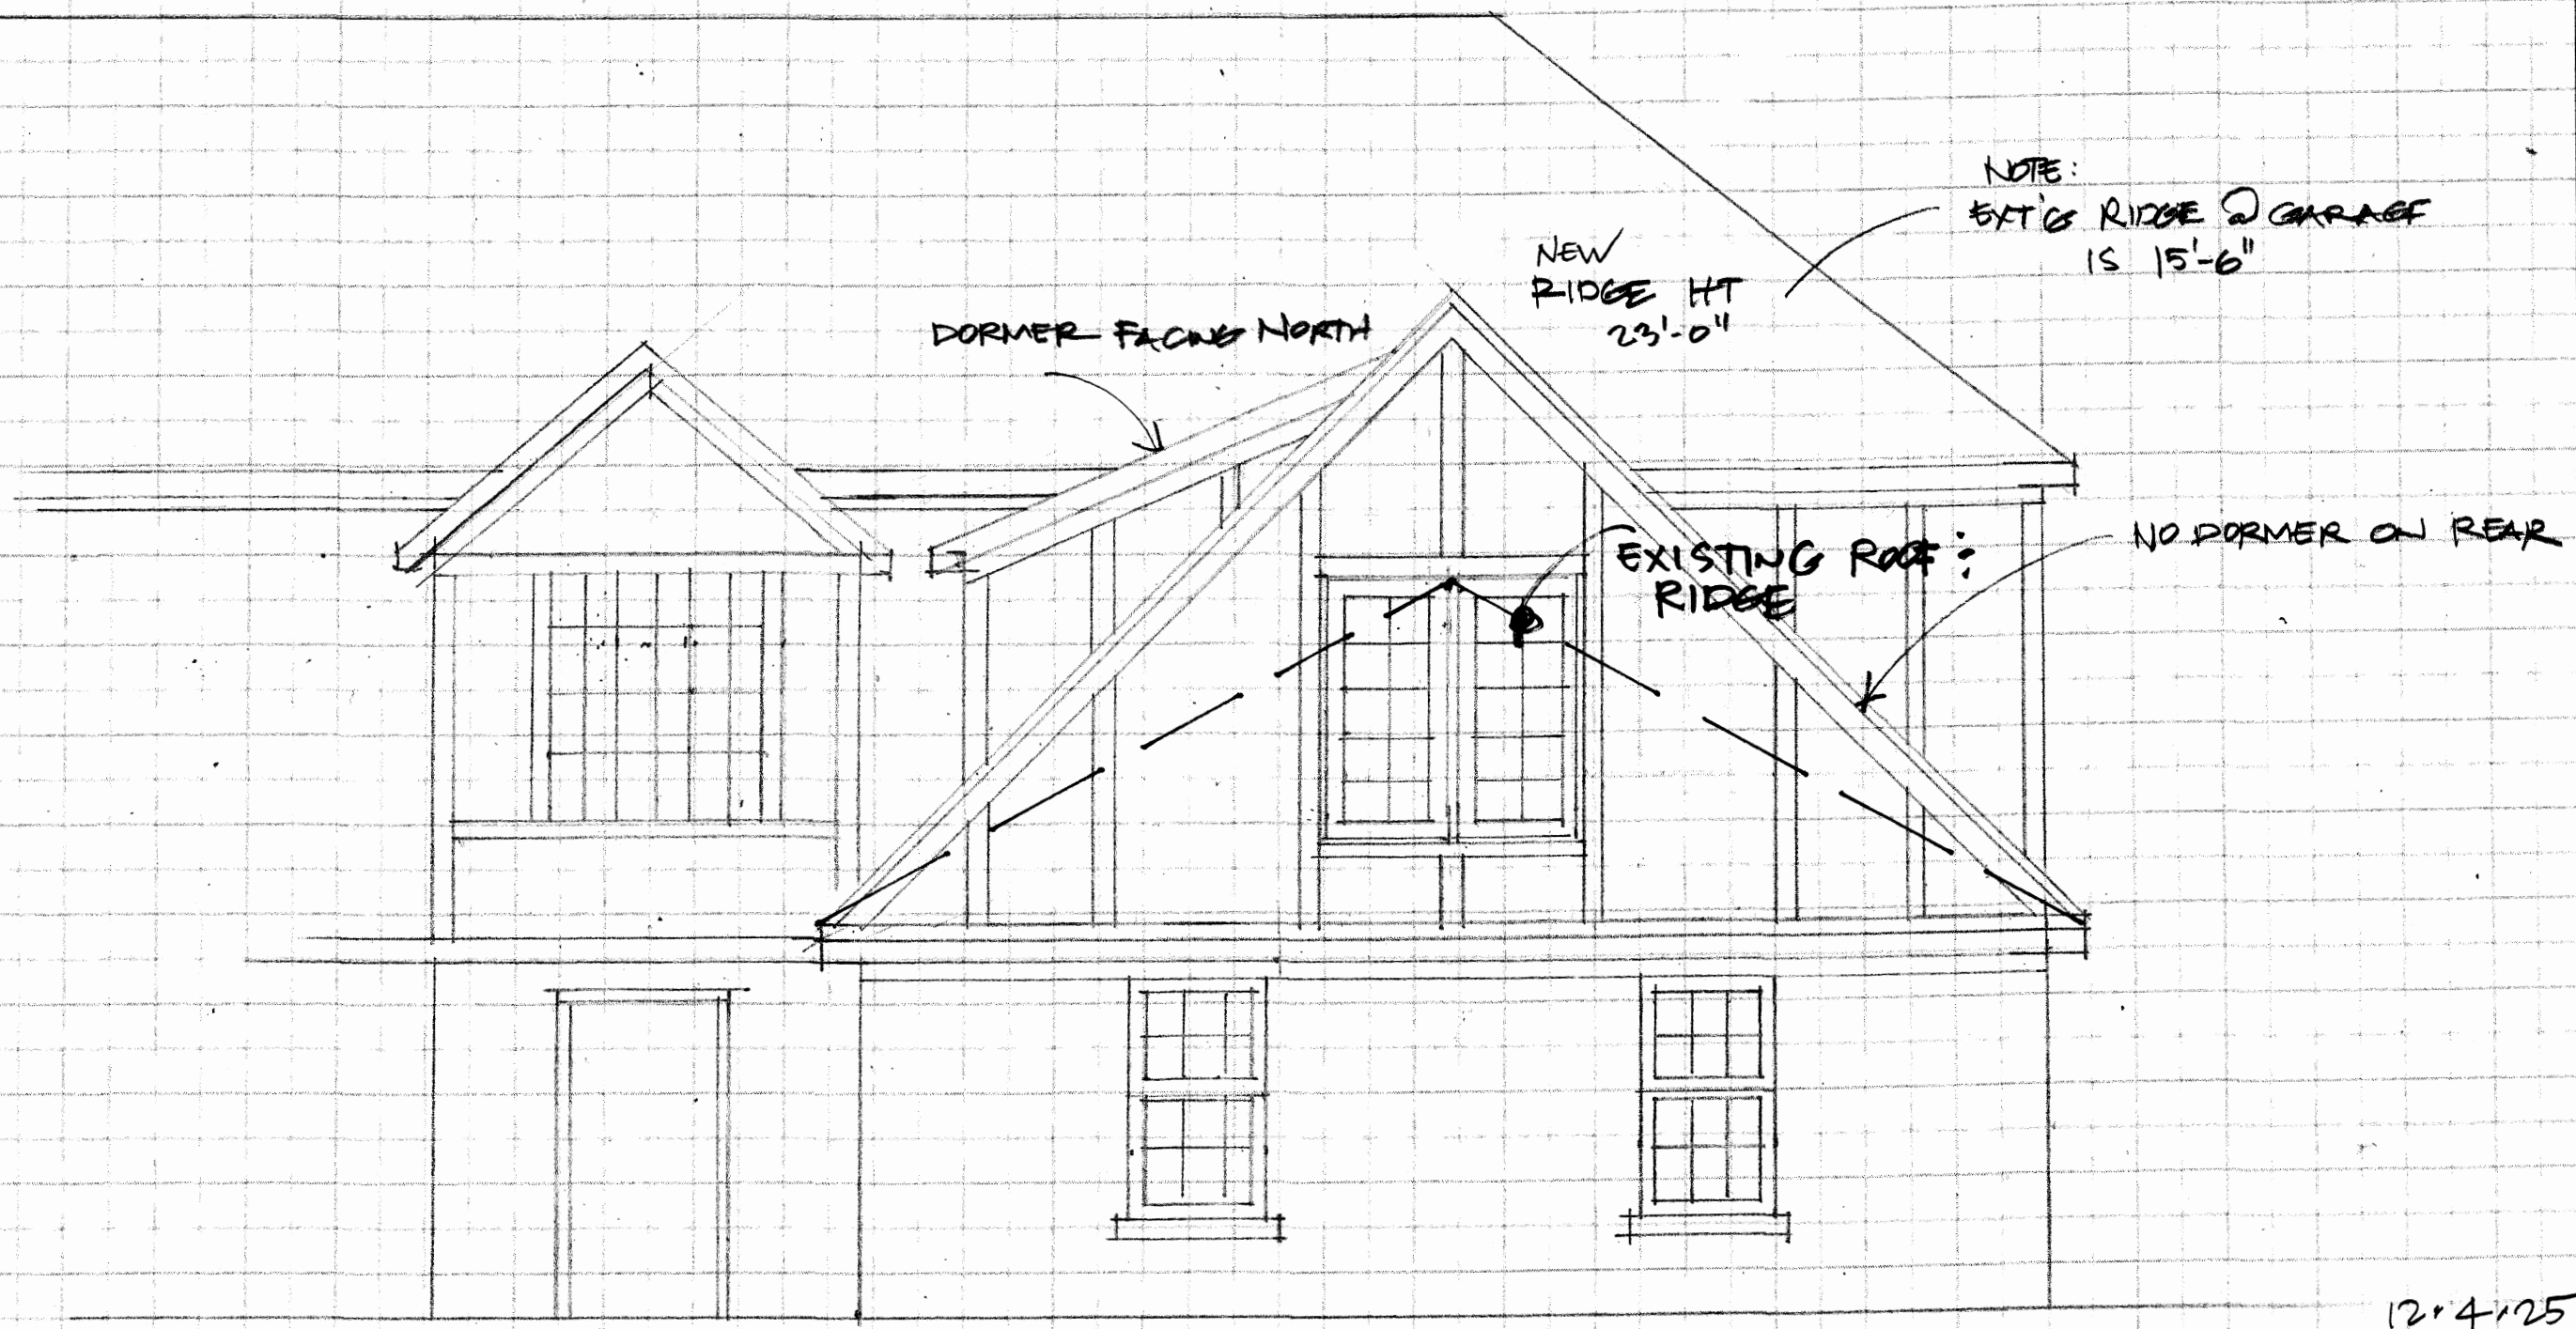 NOTE:
EXT'G RIDGE @ GARAGE
IS 15'-6"
NEW
RIDGE HT
23'-0"
DORMER FACING NORTH
NO DORMER ON REAR
EXISTING ROOF :
RIDGE
12.4.25